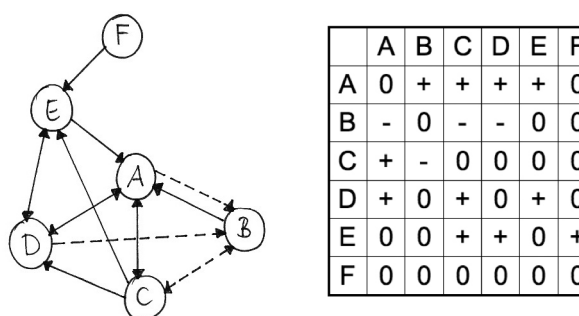 F
E
A
B
D
C
A B C D E F
A 0 + + + + 0
B - 0 - - 0 0
C + - 0 0 0 0
D + 0 + 0 + 0
E 0 0 + + 0 +
F 0 0 0 0 0 0